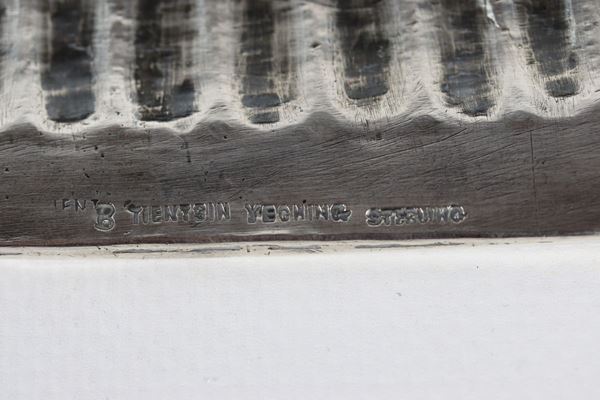 B TIENTSIN YECHING STERLING